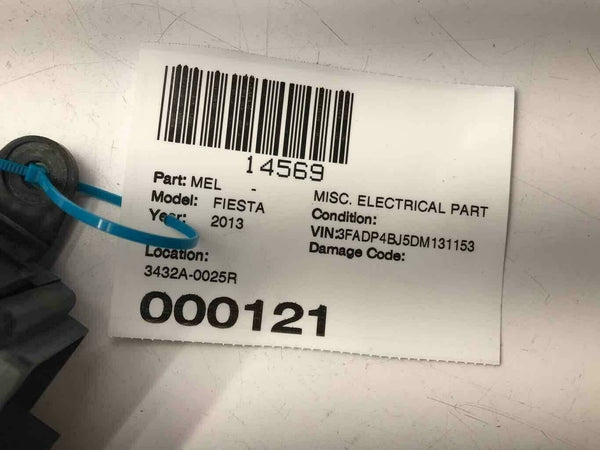 14569
Part: MEL - MISC. ELECTRICAL PART
Model: FIESTA Condition:
Year: 2013 VIN:3FADP4BJ5DM131153
Damage Code:
Location:
3432A-0025R
000121